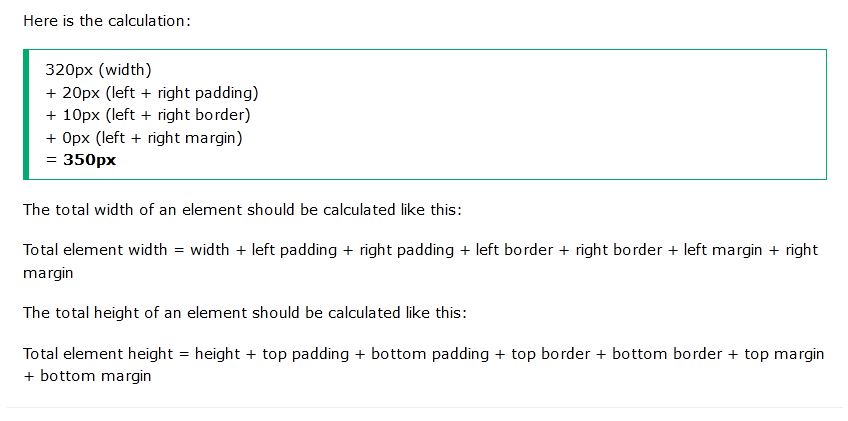 Here is the calculation:
320px (width)
+ 20px (left + right padding)
+ 10px (left + right border)
+ 0px (left + right margin)
= 350px
The total width of an element should be calculated like this:
Total element width = width + left padding + right padding + left border + right border + left margin + right
margin
The total height of an element should be calculated like this:
Total element height = height + top padding + bottom padding + top border + bottom border + top margin
+ bottom margin